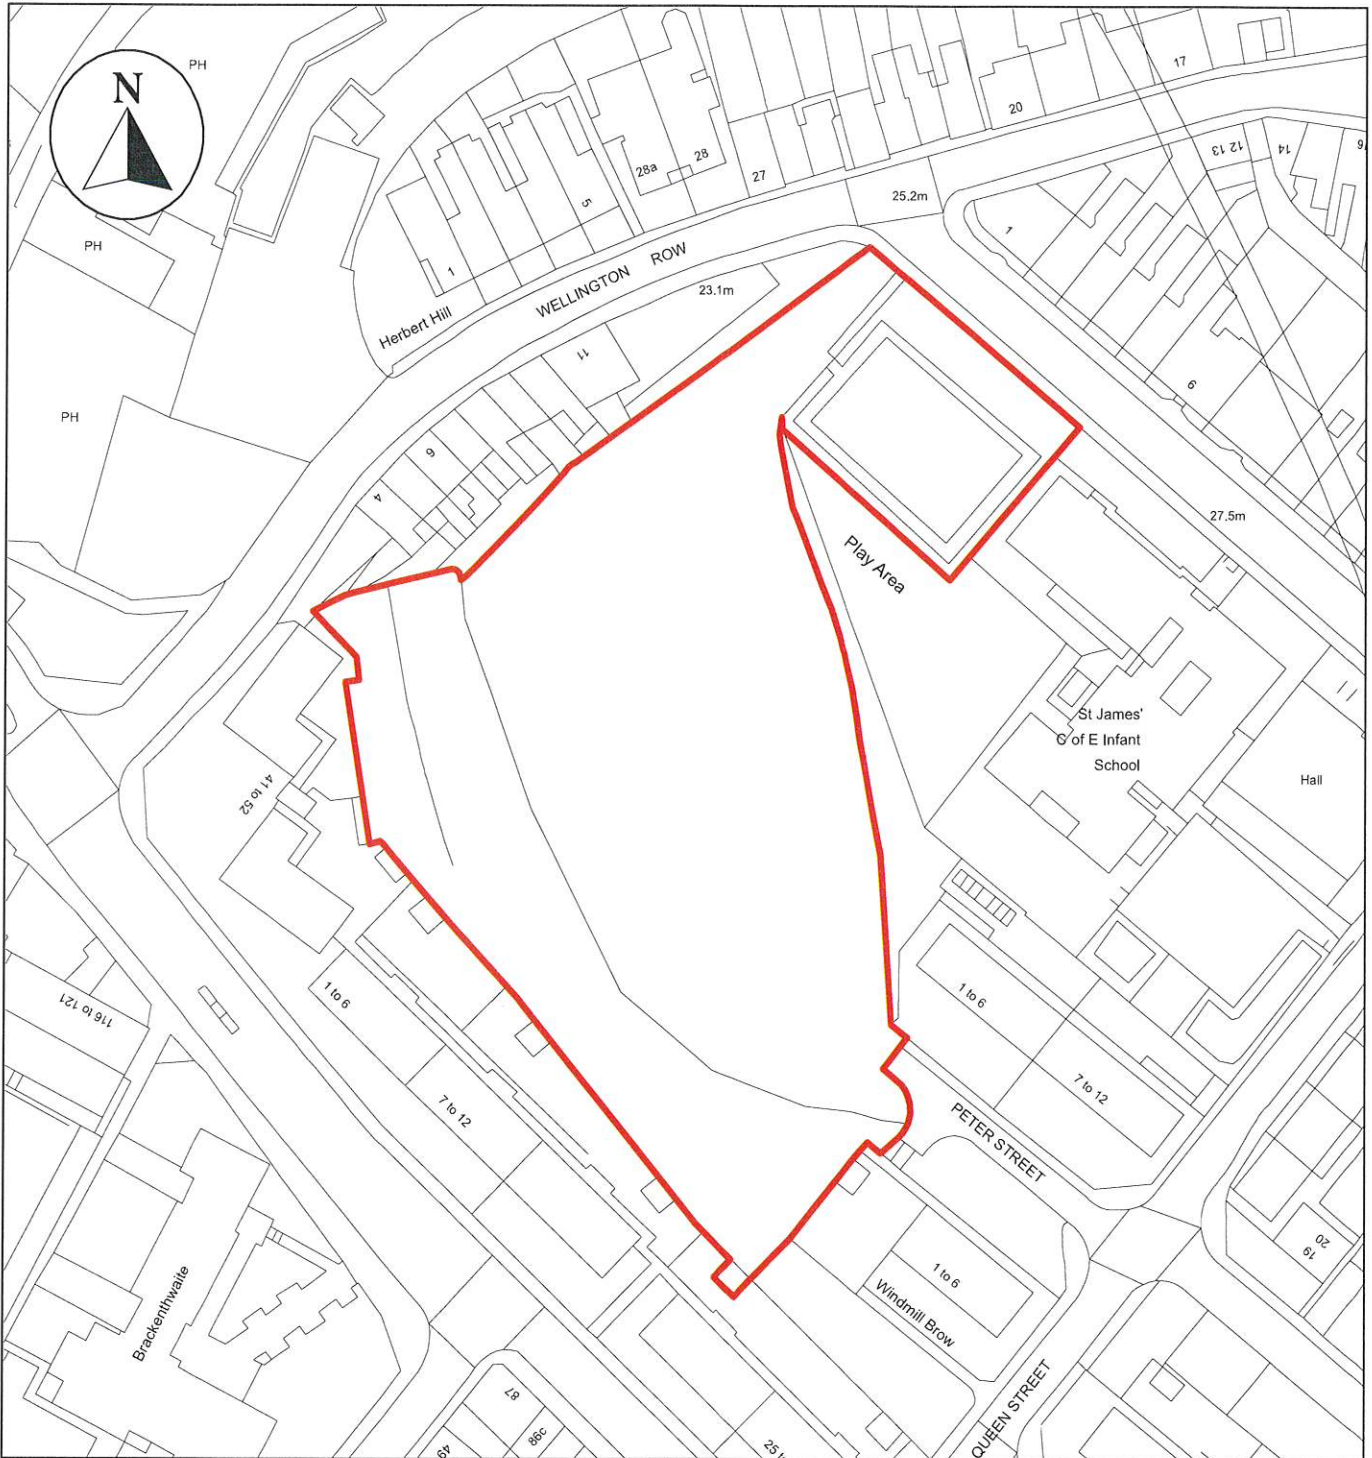 N
PH
17
20
28a
28
27
12 13
14
5
25.2m
PH
1
1
WELLINGTON ROW
23.1m
Herbert Hill
11
9
PH
6
4
27.5m
Play Area
St James'
C of E Infant
School
Hall
41 to 52
1 to 6
1 to 6
116 to 121
7 to 12
7 to 12
PETER STREET
20
19
1 to 6
Windmill Brow
Brackenthwaite
87
86c
49
QUEEN STREET